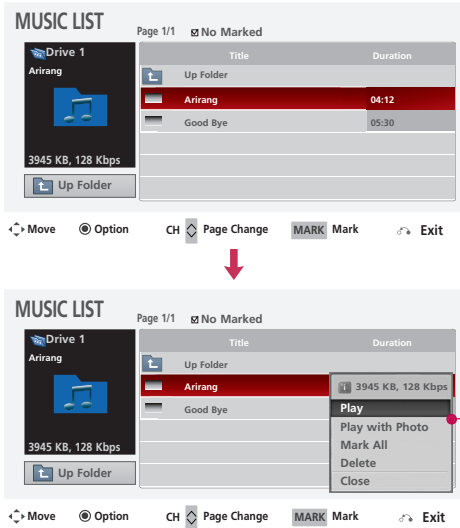 MUSIC LIST
Page 1/1 No Marked
Drive 1
Arirang
3945 KB, 128 Kbps
Up Folder
Title Duration
Up Folder
Arirang 04:12
Good Bye 05:30
Move Option CH Page Change MARK Mark Exit
MUSIC LIST
Page 1/1 No Marked
Drive 1
Arirang
3945 KB, 128 Kbps
Up Folder
Title Duration
Up Folder
Arirang
Good Bye
i 3945 KB, 128 Kbps
Play
Play with Photo
Mark All
Delete
Close
Move Option CH Page Change MARK Mark Exit